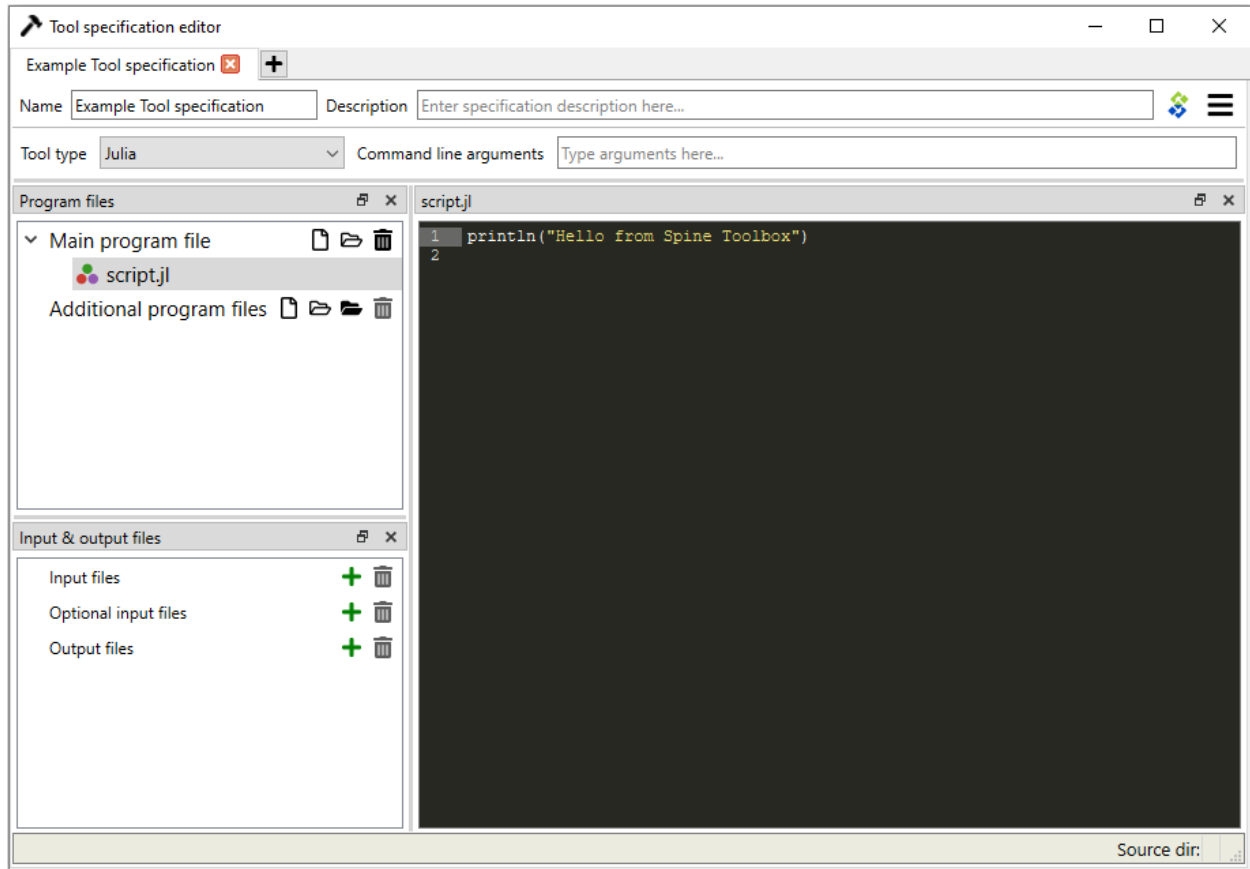 Tool specification editor
Example Tool specification
Name Example Tool specification Description Enter specification description here...
Tool type Julia Command line arguments Type arguments here...
Program files
Main program file
script.jl
Additional program files
Input & output files
Input files
Optional input files
Output files
script.jl
1 println("Hello from Spine Toolbox")
2
Source dir: